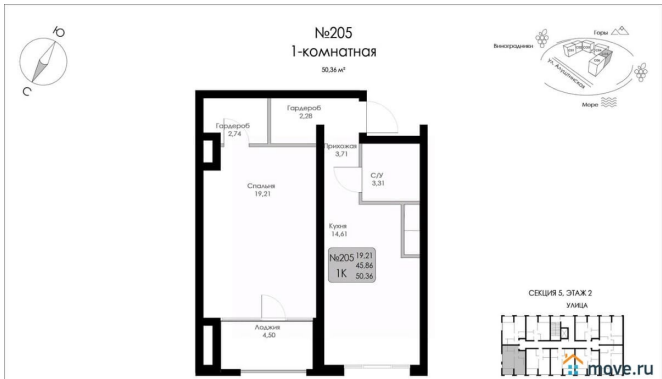 №205
1-комнатная
50,36 м²
Ю
С
Горы
Виноградники
ул. Алуштинская
Море
Гардероб
2,28
Гардероб
2,74
Прихожая
3,71
С/У
3,31
Спальня
19,21
Кухня
14,61
№205 19,21
1К 45,86
50,36
Лоджия
4,50
СЕКЦИЯ 5, ЭТАЖ 2
УЛИЦА
move.ru